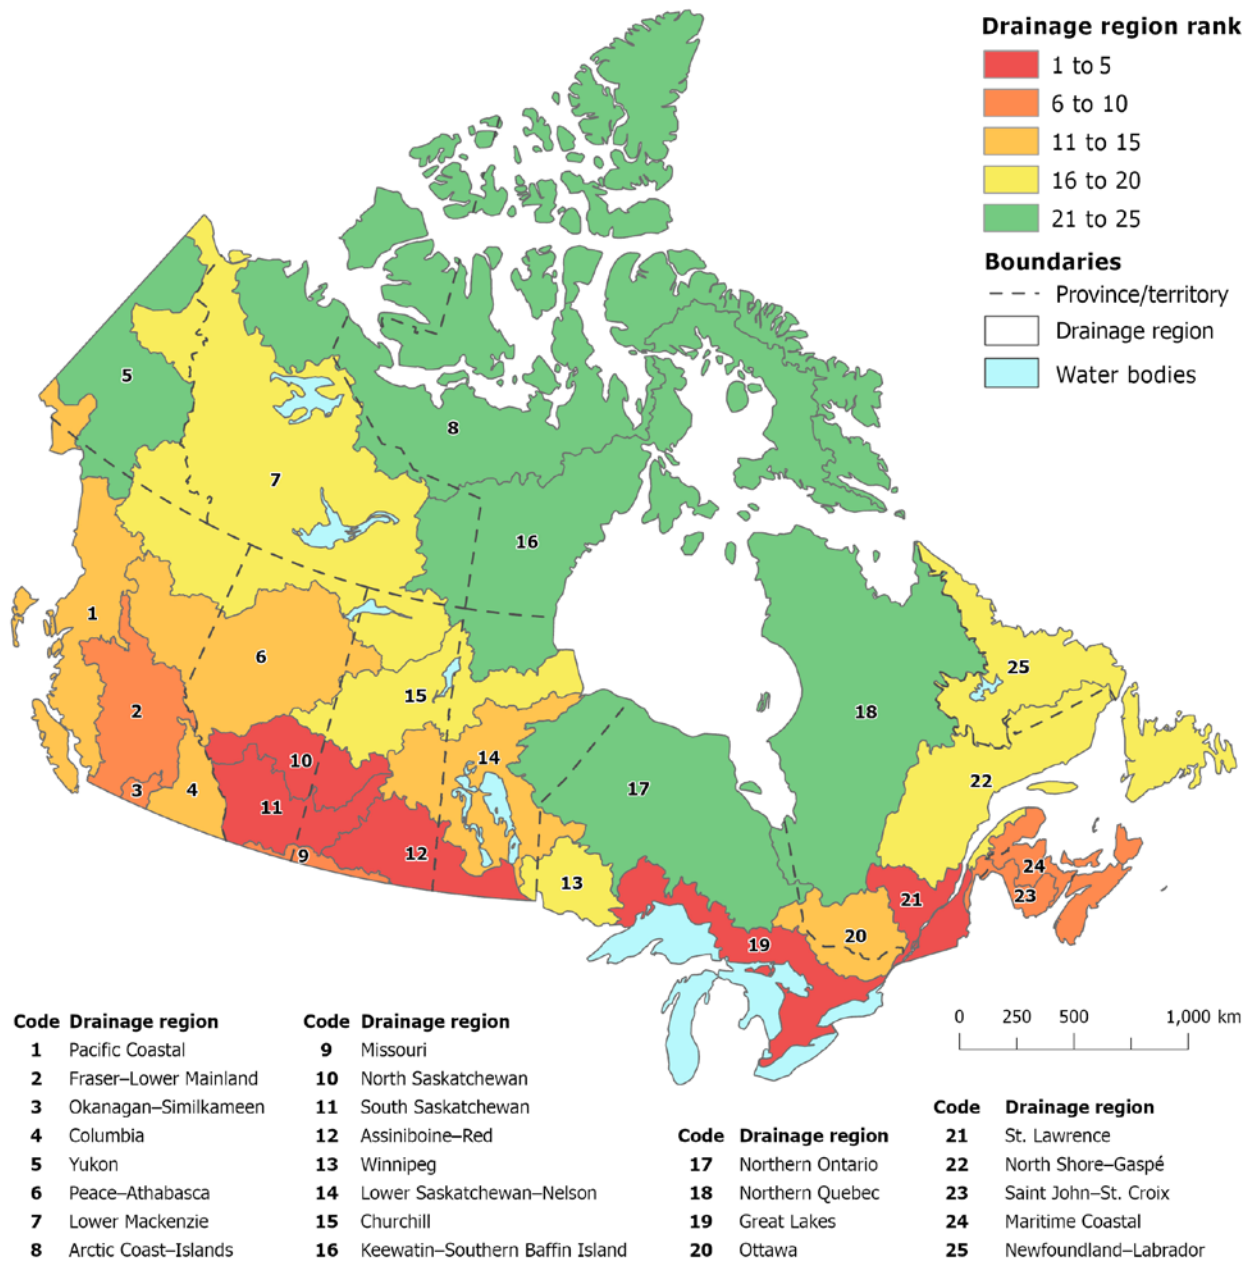 Drainage region rank
1 to 5
6 to 10
11 to 15
16 to 20
21 to 25
Boundaries
Province/territory
Drainage region
Water bodies
5
8
7
16
1
6
25
15
2
18
14
10
22
17
3
4
11
9
12
24
13
23
21
20
19
0 250 500 1,000 km
Code Drainage region
1 Pacific Coastal
2 Fraser–Lower Mainland
3 Okanagan–Similkameen
4 Columbia
5 Yukon
6 Peace–Athabasca
7 Lower Mackenzie
8 Arctic Coast–Islands
Code Drainage region
9 Missouri
10 North Saskatchewan
11 South Saskatchewan
12 Assiniboine–Red
13 Winnipeg
14 Lower Saskatchewan–Nelson
15 Churchill
16 Keewatin–Southern Baffin Island
Code Drainage region
17 Northern Ontario
18 Northern Quebec
19 Great Lakes
20 Ottawa
Code Drainage region
21 St. Lawrence
22 North Shore–Gaspé
23 Saint John–St. Croix
24 Maritime Coastal
25 Newfoundland–Labrador